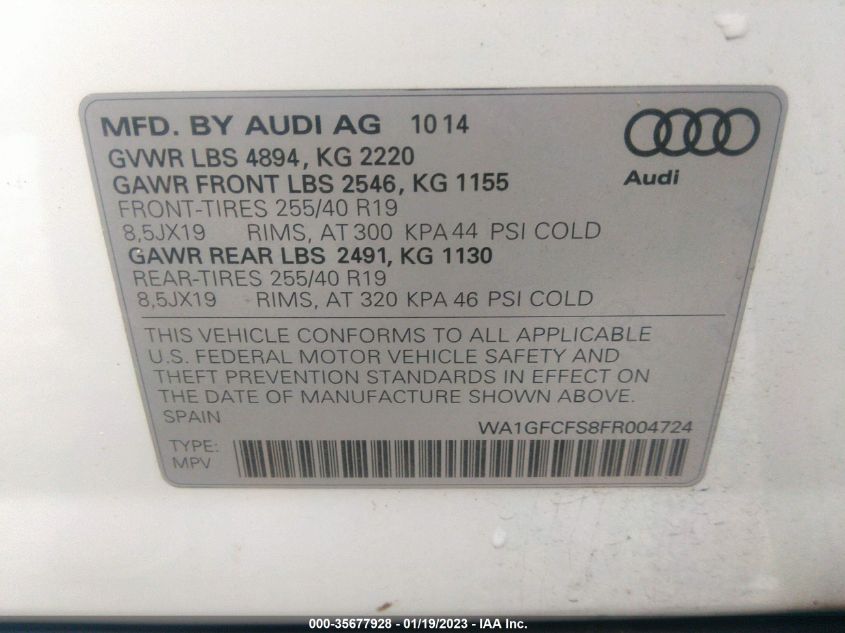 MFD. BY AUDI AG 10 14
GVWR LBS 4894, KG 2220
GAWR FRONT LBS 2546, KG 1155
FRONT-TIRES 255/40 R19
8,5JX19 RIMS, AT 300 KPA 44 PSI COLD
GAWR REAR LBS 2491, KG 1130
REAR-TIRES 255/40 R19
8,5JX19 RIMS, AT 320 KPA 46 PSI COLD
Audi
THIS VEHICLE CONFORMS TO ALL APPLICABLE
U.S. FEDERAL MOTOR VEHICLE SAFETY AND
THEFT PREVENTION STANDARDS IN EFFECT ON
THE DATE OF MANUFACTURE SHOWN ABOVE.
SPAIN
WA1GFCFS8FR004724
TYPE:
MPV
000-35677928 - 01/19/2023 - IAA Inc.